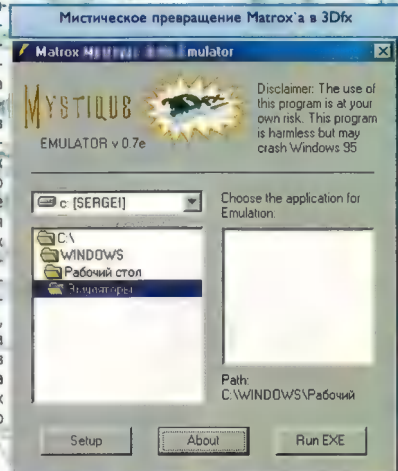 Мистическое превращение Matrox`а в 3Dfx
Matrox mulator
MYSTIQUE
EMULATOR v 0.7e
Disclaimer: The use of
this program is at your
own risk. This program
is harmless but may
crash Windows 95
c: [SERGEI]
C:\
WINDOWS
Рабочий стол
Эмуляторы
Choose the application for
Emulation:
Path:
C:\WINDOWS\Рабочий
Setup
About
Run EXE